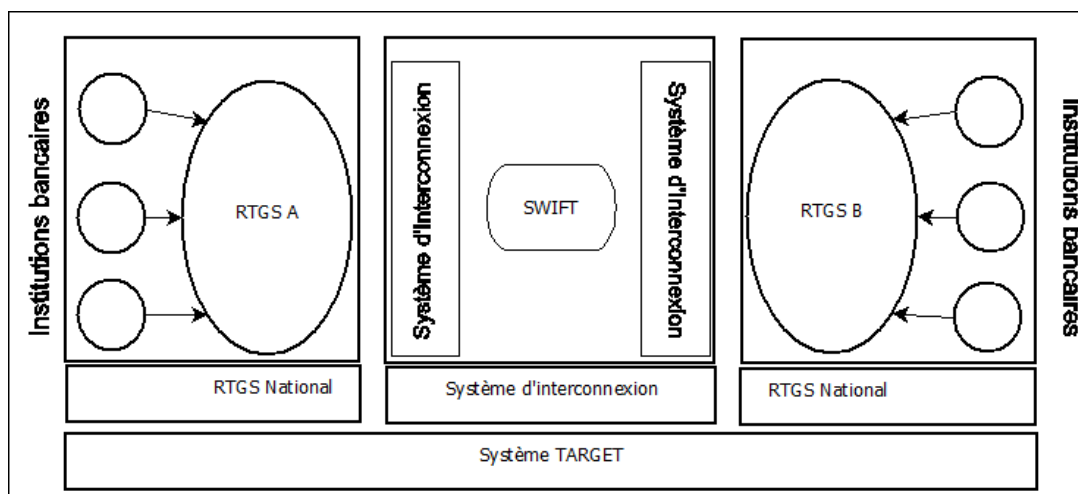 Institutions bancaires
RTGS A
Système d'Interconnexion
SWIFT
Système d'Interconnexion
RTGS B
Institutions bancaires
RTGS National
Système d'interconnexion
RTGS National
Système TARGET